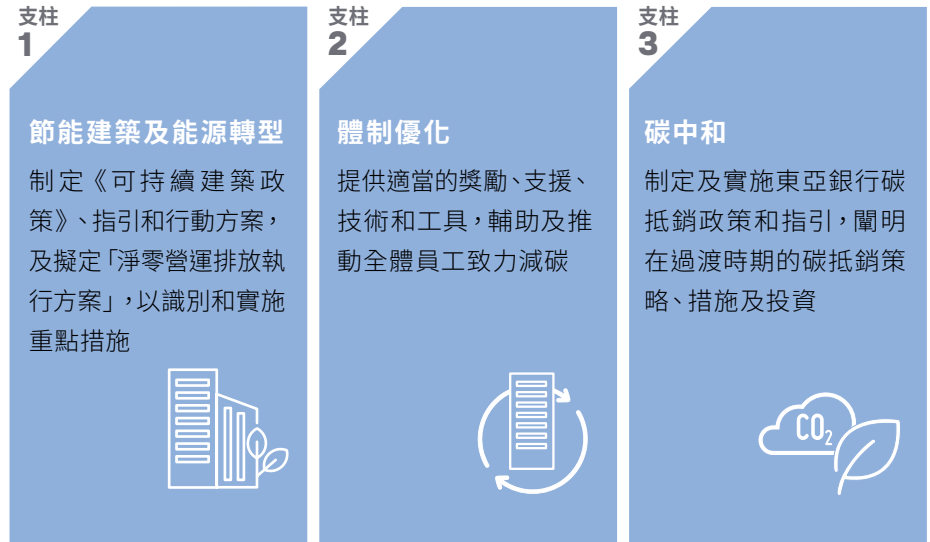 支柱
1
節能建築及能源轉型
制定《可持續建築政
策》、指引和行動方案，
及擬定「淨零營運排放執
行方案」，以識別和實施
重點措施
支柱
2
體制優化
提供適當的獎勵、支援、
技術和工具，輔助及推
動全體員工致力減碳
支柱
3
碳中和
制定及實施東亞銀行碳
抵銷政策和指引，闡明
在過渡時期的碳抵銷策
略、措施及投資
CO₂